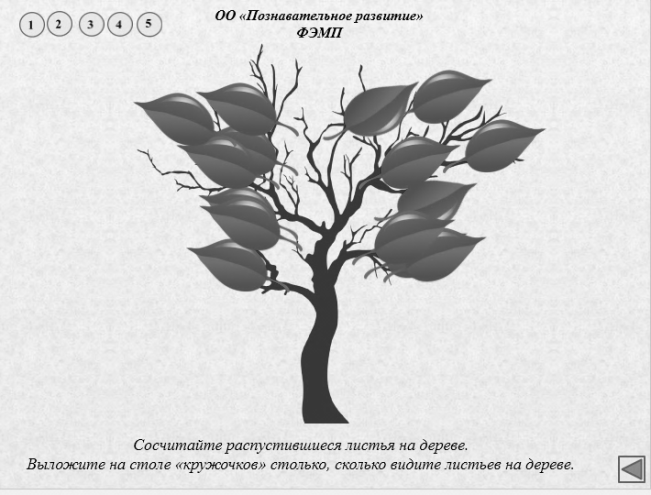 1 2 3 4 5
ОО «Познавательное развитие»
ФЭМП
Сосчитайте распустившиеся листья на дереве.
Выложите на столе «кружочков» столько, сколько видите листьев на дереве.